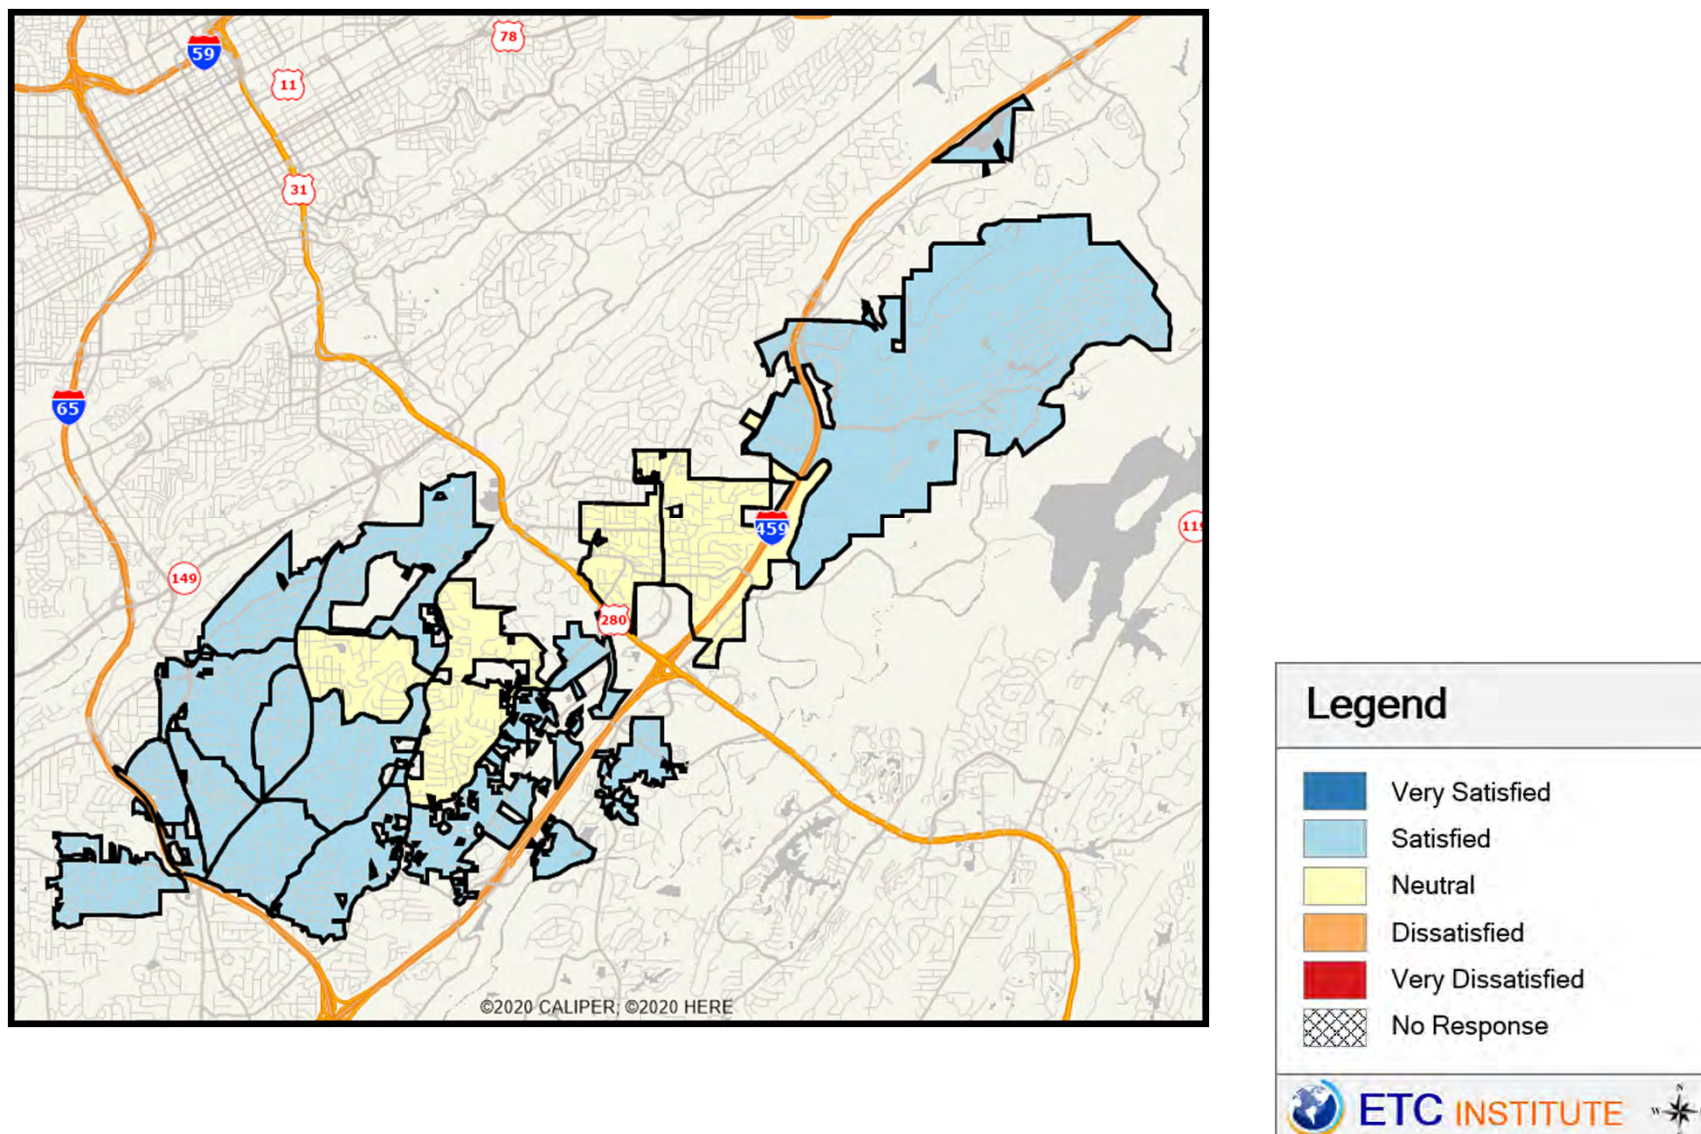 59
78
11
31
65
149
459
280
119
©2020 CALIPER; ©2020 HERE
Legend
Very Satisfied
Satisfied
Neutral
Dissatisfied
Very Dissatisfied
No Response
ETC INSTITUTE
N
W